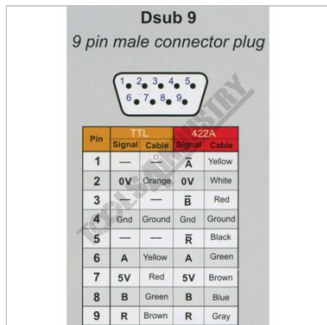 Dsub 9
9 pin male connector plug
1 2 3 4 5
6 7 8 9
Pin TTL 422A
Signal Cable Signal Cable
1 — — A̅ Yellow
2 0V Orange 0V White
3 — — B̅ Red
4 Gnd Ground Gnd Ground
5 — — R̅ Black
6 A Yellow A Green
7 5V Red 5V Brown
8 B Green B Blue
9 R Brown R Gray
TOOLS4INDUSTRY